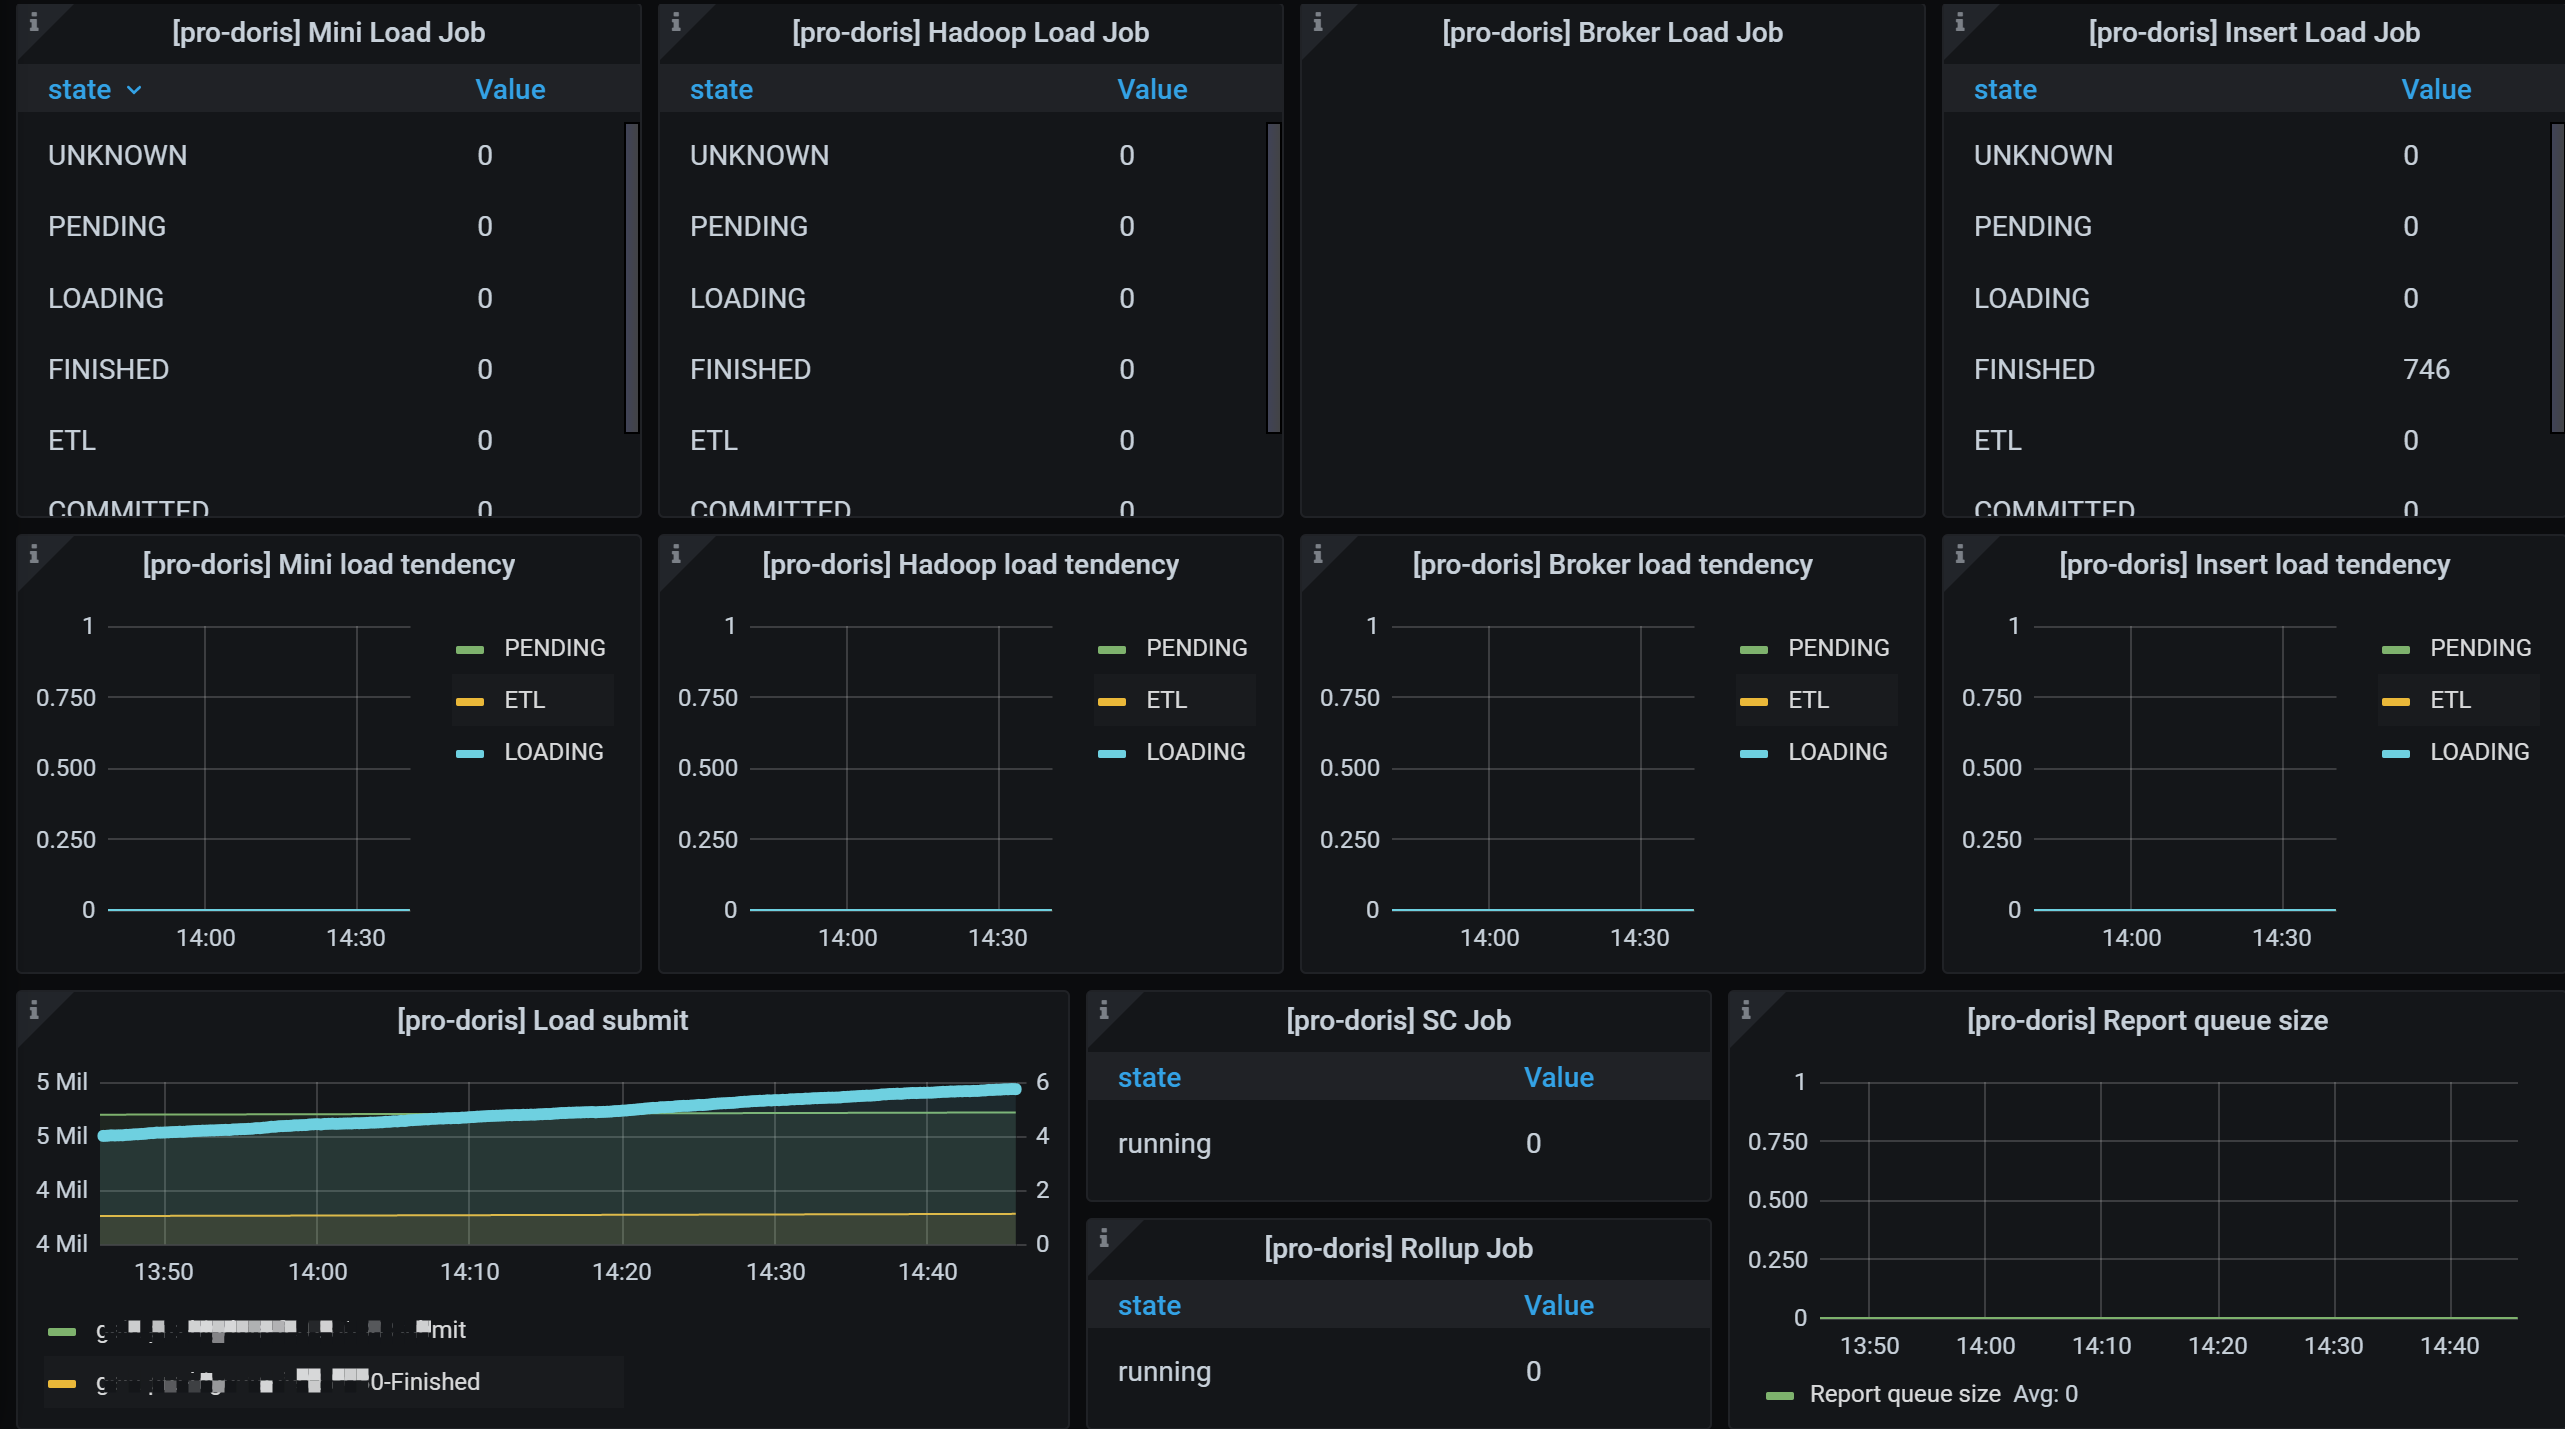 [pro-doris] Mini Load Job
state Value
UNKNOWN 0
PENDING 0
LOADING 0
FINISHED 0
ETL 0
COMMITTED 0
[pro-doris] Hadoop Load Job
state Value
UNKNOWN 0
PENDING 0
LOADING 0
FINISHED 0
ETL 0
COMMITTED 0
[pro-doris] Broker Load Job
[pro-doris] Insert Load Job
state Value
UNKNOWN 0
PENDING 0
LOADING 0
FINISHED 746
ETL 0
COMMITTED 0
[pro-doris] Mini load tendency
1
0.750
0.500
0.250
0
14:00 14:30
PENDING
ETL
LOADING
[pro-doris] Hadoop load tendency
1
0.750
0.500
0.250
0
14:00 14:30
PENDING
ETL
LOADING
[pro-doris] Broker load tendency
1
0.750
0.500
0.250
0
14:00 14:30
PENDING
ETL
LOADING
[pro-doris] Insert load tendency
1
0.750
0.500
0.250
0
14:00 14:30
PENDING
ETL
LOADING
[pro-doris] Load submit
5 Mil 6
5 Mil 4
4 Mil 2
4 Mil 0
13:50 14:00 14:10 14:20 14:30 14:40
mit
0-Finished
[pro-doris] SC Job
state Value
running 0
[pro-doris] Rollup Job
state Value
running 0
[pro-doris] Report queue size
1
0.750
0.500
0.250
0
13:50 14:00 14:10 14:20 14:30 14:40
Report queue size Avg: 0